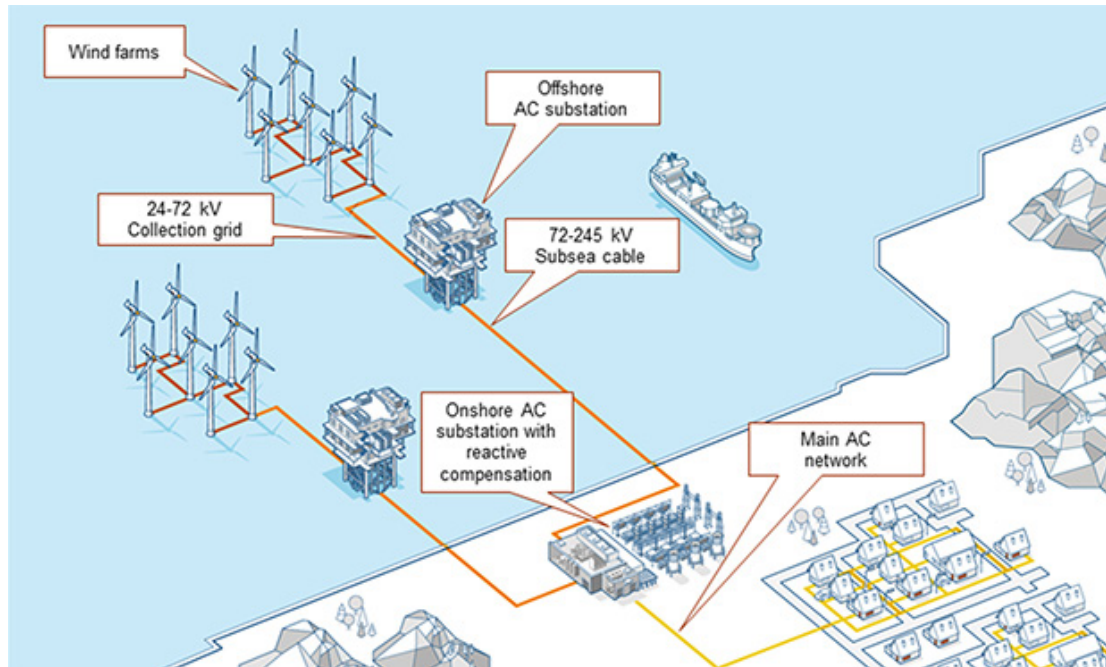 Wind farms
Offshore
AC substation
24-72 kV
Collection grid
72-245 kV
Subsea cable
Onshore AC
substation with
reactive
compensation
Main AC
network